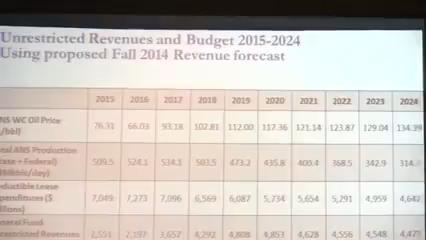 Unrestricted Revenues and Budget 2015-2024
Using proposed Fall 2014 Revenue forecast
2015 2016 2017 2018 2019 2020 2021 2022 2023 2024
NS WC Oil Price
/bbl) 76.31 66.03 93.18 102.81 112.00 117.36 121.14 123.87 129.04 134.39
tal ANS Production
ease + Federal) 509.5 524.1 534.1 503.5 473.2 435.8 400.4 368.5 342.9 314.
Mbbls/day)
eductible Lease
penditures ($ 7,049 7,273 7,096 6,569 6,087 5,734 5,654 5,291 4,959 4,642
llions)
eneral Fund
restricted Revenues 2,551 2,197 3,657 4,292 4,808 4,853 4,628 4,556 4,548 4,475